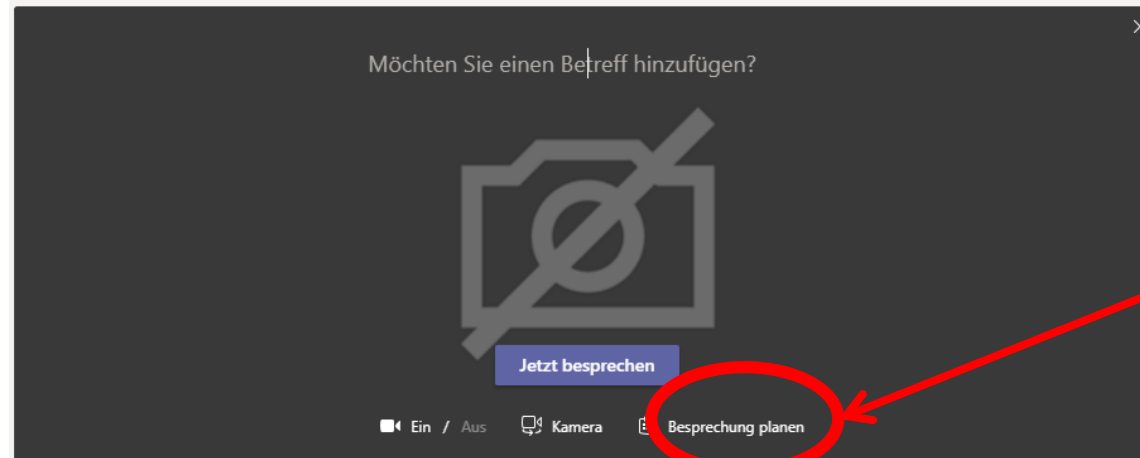 Möchten Sie einen Betreff hinzufügen?
Jetzt besprechen
Ein / Aus Kamera Besprechung planen